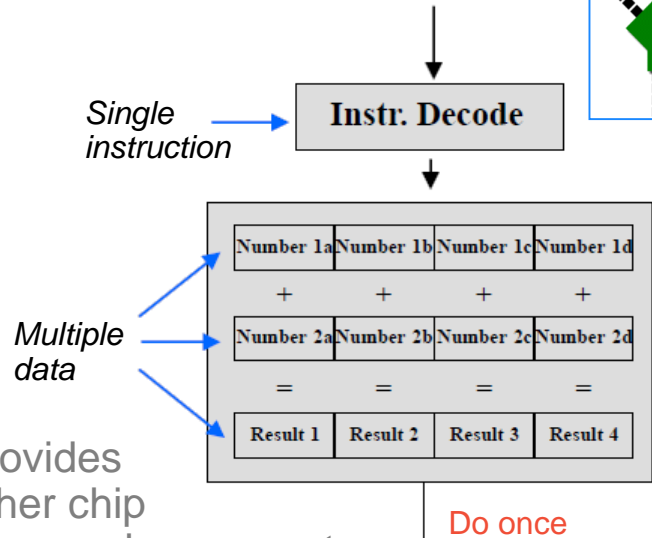 Single
instruction
Instr. Decode
Number 1a Number 1b Number 1c Number 1d
+ + + +
Multiple
data
Number 2a Number 2b Number 2c Number 2d
= = = =
Result 1 Result 2 Result 3 Result 4
her chip
Do once